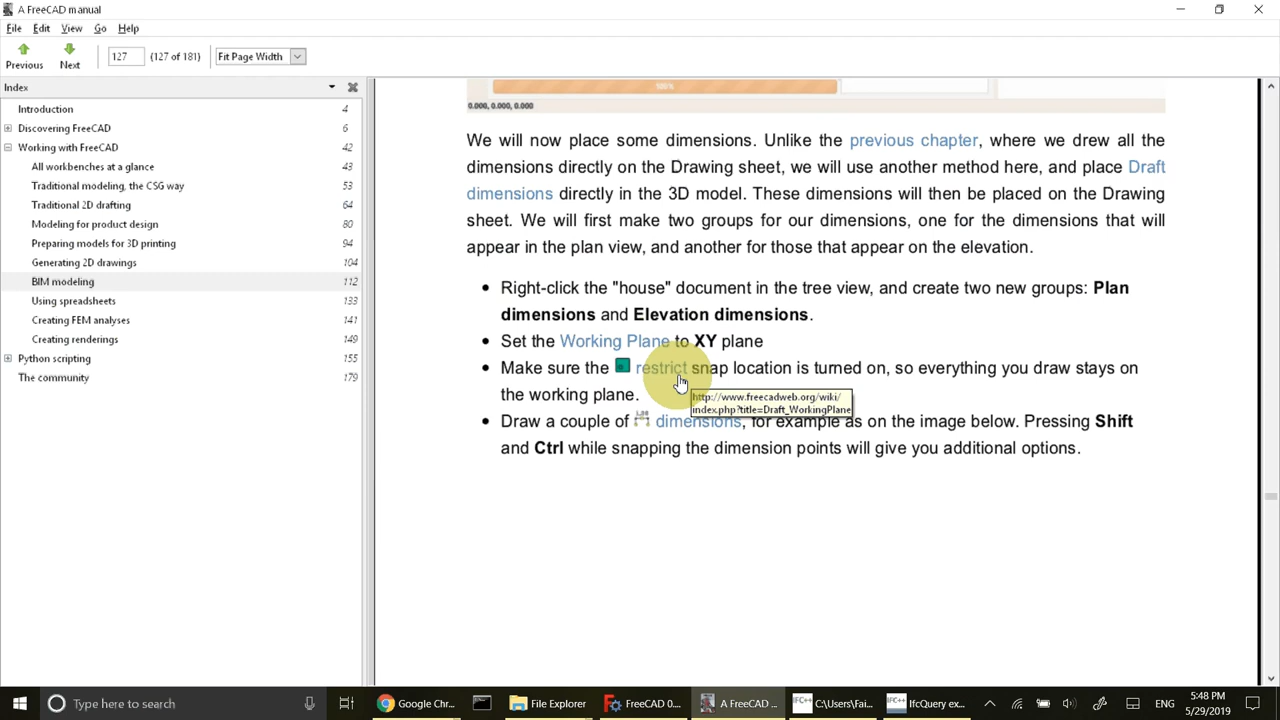 A FreeCAD manual
File Edit View Go Help
Previous Next 127 (127 of 181) Fit Page Width
Index
Introduction 4
Discovering FreeCAD 6
Working with FreeCAD 42
All workbenches at a glance 43
Traditional modeling, the CSG way 53
Traditional 2D drafting 64
Modeling for product design 80
Preparing models for 3D printing 94
Generating 2D drawings 104
BIM modeling 112
Using spreadsheets 133
Creating FEM analyses 141
Creating renderings 149
Python scripting 155
The community 179
100%
0.000, 0.000, 0.000
We will now place some dimensions. Unlike the previous chapter, where we drew all the
dimensions directly on the Drawing sheet, we will use another method here, and place Draft
dimensions directly in the 3D model. These dimensions will then be placed on the Drawing
sheet. We will first make two groups for our dimensions, one for the dimensions that will
appear in the plan view, and another for those that appear on the elevation.
• Right-click the "house" document in the tree view, and create two new groups: Plan
dimensions and Elevation dimensions.
• Set the Working Plane to XY plane
• Make sure the restrict snap location is turned on, so everything you draw stays on
the working plane.
http://www.freecadweb.org/wiki/
index.php?title=Draft_WorkingPlane
• Draw a couple of dimensions, for example as on the image below. Pressing Shift
and Ctrl while snapping the dimension points will give you additional options.
Type here to search
Google Chr...
File Explorer
FreeCAD 0....
A FreeCAD ...
IFC++ C:\Users\Fai...
IFC++ IfcQuery ex...
ENG
5:48 PM
5/29/2019